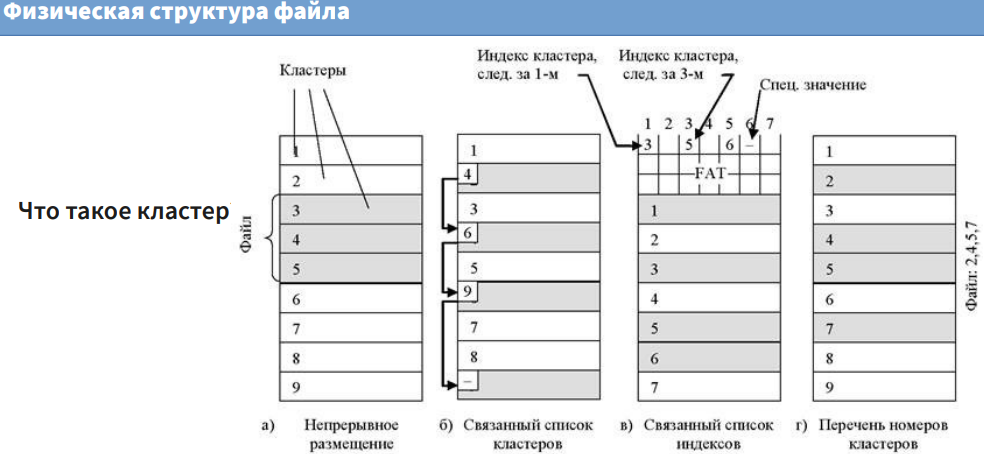 Физическая структура файла
Кластеры
Индекс кластера,
след. за 1-м
Индекс кластера,
след. за 3-м
Спец. значение
Что такое кластер
Файл
1
2
3
4
5
6
7
8
9
1
4
3
6
5
9
7
8
–
1 2 3 4 5 6 7
3 5 6 –
FAT
1
2
3
4
5
6
7
1
2
3
4
5
6
7
8
9
Файл: 2,4,5,7
а) Непрерывное
размещение
б) Связанный список
кластеров
в) Связанный список
индексов
г) Перечень номеров
кластеров